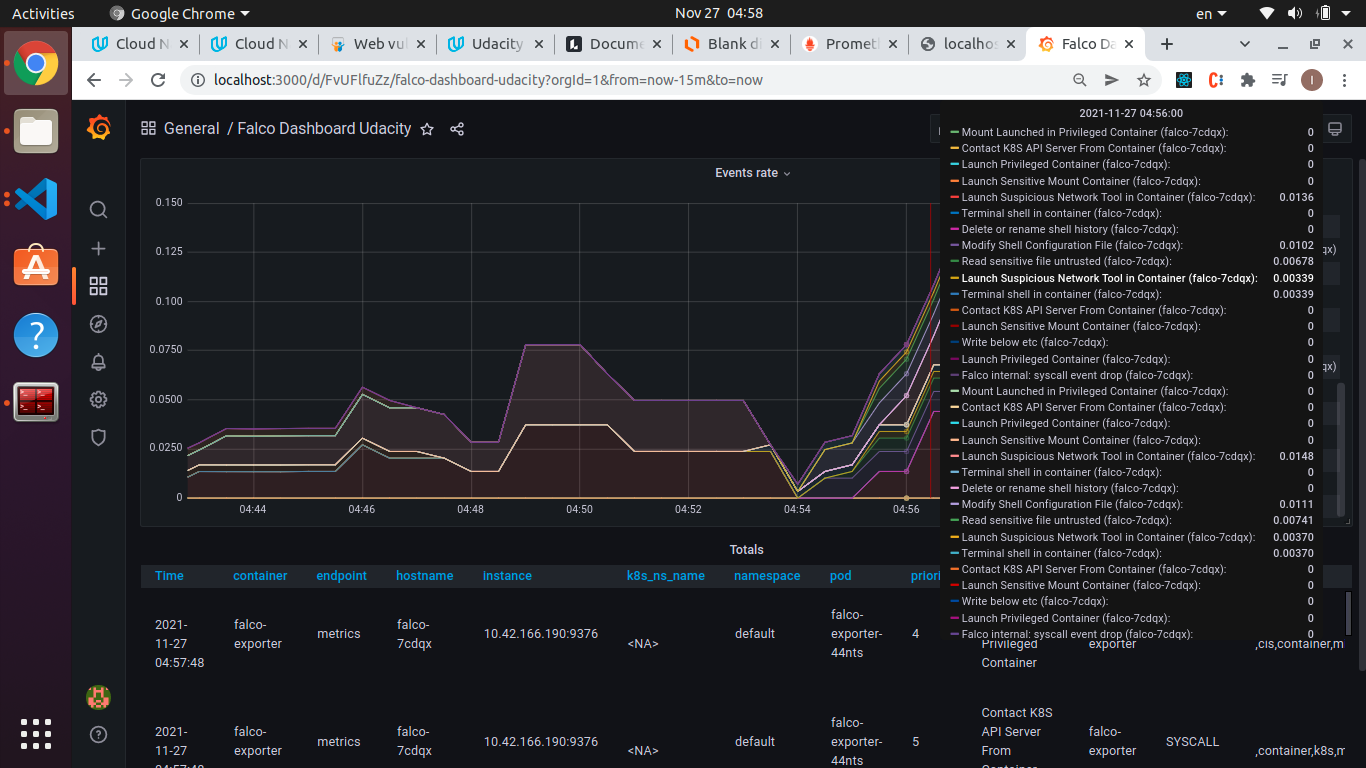 Activities
Google Chrome
Nov 27 04:58
en
Cloud N
Cloud N
Web vul
Udacity
Docume
Blank di
Prometh
localhos
Falco Da
localhost:3000/d/FvUFlfuZz/falco-dashboard-udacity?orgId=1&from=now-15m&to=now
I
General / Falco Dashboard Udacity
Events rate
0.150
0.125
0.100
0.0750
0.0500
0.0250
0
04:44
04:46
04:48
04:50
04:52
04:54
04:56
2021-11-27 04:56:00
Mount Launched in Privileged Container (falco-7cdqx): 0
Contact K8S API Server From Container (falco-7cdqx): 0
Launch Privileged Container (falco-7cdqx): 0
Launch Sensitive Mount Container (falco-7cdqx): 0
Launch Suspicious Network Tool in Container (falco-7cdqx): 0.0136
Terminal shell in container (falco-7cdqx): 0
Delete or rename shell history (falco-7cdqx): 0
Modify Shell Configuration File (falco-7cdqx): 0.0102
Read sensitive file untrusted (falco-7cdqx): 0.00678
Launch Suspicious Network Tool in Container (falco-7cdqx): 0.00339
Terminal shell in container (falco-7cdqx): 0.00339
Contact K8S API Server From Container (falco-7cdqx): 0
Launch Sensitive Mount Container (falco-7cdqx): 0
Write below etc (falco-7cdqx): 0
Launch Privileged Container (falco-7cdqx): 0
Falco internal: syscall event drop (falco-7cdqx): 0
Mount Launched in Privileged Container (falco-7cdqx): 0
Contact K8S API Server From Container (falco-7cdqx): 0
Launch Privileged Container (falco-7cdqx): 0
Launch Sensitive Mount Container (falco-7cdqx): 0
Launch Suspicious Network Tool in Container (falco-7cdqx): 0.0148
Terminal shell in container (falco-7cdqx): 0
Delete or rename shell history (falco-7cdqx): 0
Modify Shell Configuration File (falco-7cdqx): 0.0111
Read sensitive file untrusted (falco-7cdqx): 0.00741
Launch Suspicious Network Tool in Container (falco-7cdqx): 0.00370
Terminal shell in container (falco-7cdqx): 0.00370
Contact K8S API Server From Container (falco-7cdqx): 0
Launch Sensitive Mount Container (falco-7cdqx): 0
Write below etc (falco-7cdqx): 0
Launch Privileged Container (falco-7cdqx): 0
Falco internal: syscall event drop (falco-7cdqx): 0
qx)
qx)
Totals
Time container endpoint hostname instance k8s_ns_name namespace pod priori
2021-
11-27
04:57:48
falco-
exporter
metrics
falco-
7cdqx
10.42.166.190:9376
<NA>
default
falco-
exporter-
44nts
4
Privileged
Container
exporter
,cis,container,m
2021-
11-27
falco-
exporter
metrics
falco-
7cdqx
10.42.166.190:9376
<NA>
default
falco-
exporter-
44nts
5
Contact K8S
API Server
From
falco-
exporter
SYSCALL
,container,k8s,m